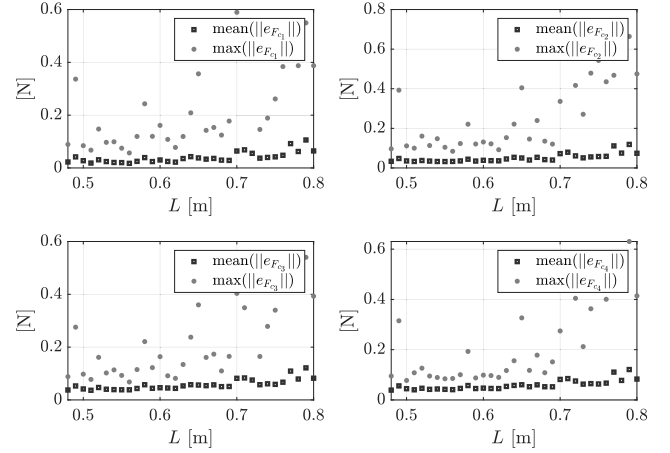 0.6
0.4
0.2
0
[N]
mean(||e_{F_{c_1}}||)
max(||e_{F_{c_1}}||)
0.5 0.6 0.7 0.8
L [m]
0.8
0.6
0.4
0.2
0
[N]
mean(||e_{F_{c_2}}||)
max(||e_{F_{c_2}}||)
0.5 0.6 0.7 0.8
L [m]
0.6
0.4
0.2
0
[N]
mean(||e_{F_{c_3}}||)
max(||e_{F_{c_3}}||)
0.5 0.6 0.7 0.8
L [m]
0.6
0.4
0.2
0
[N]
mean(||e_{F_{c_4}}||)
max(||e_{F_{c_4}}||)
0.5 0.6 0.7 0.8
L [m]